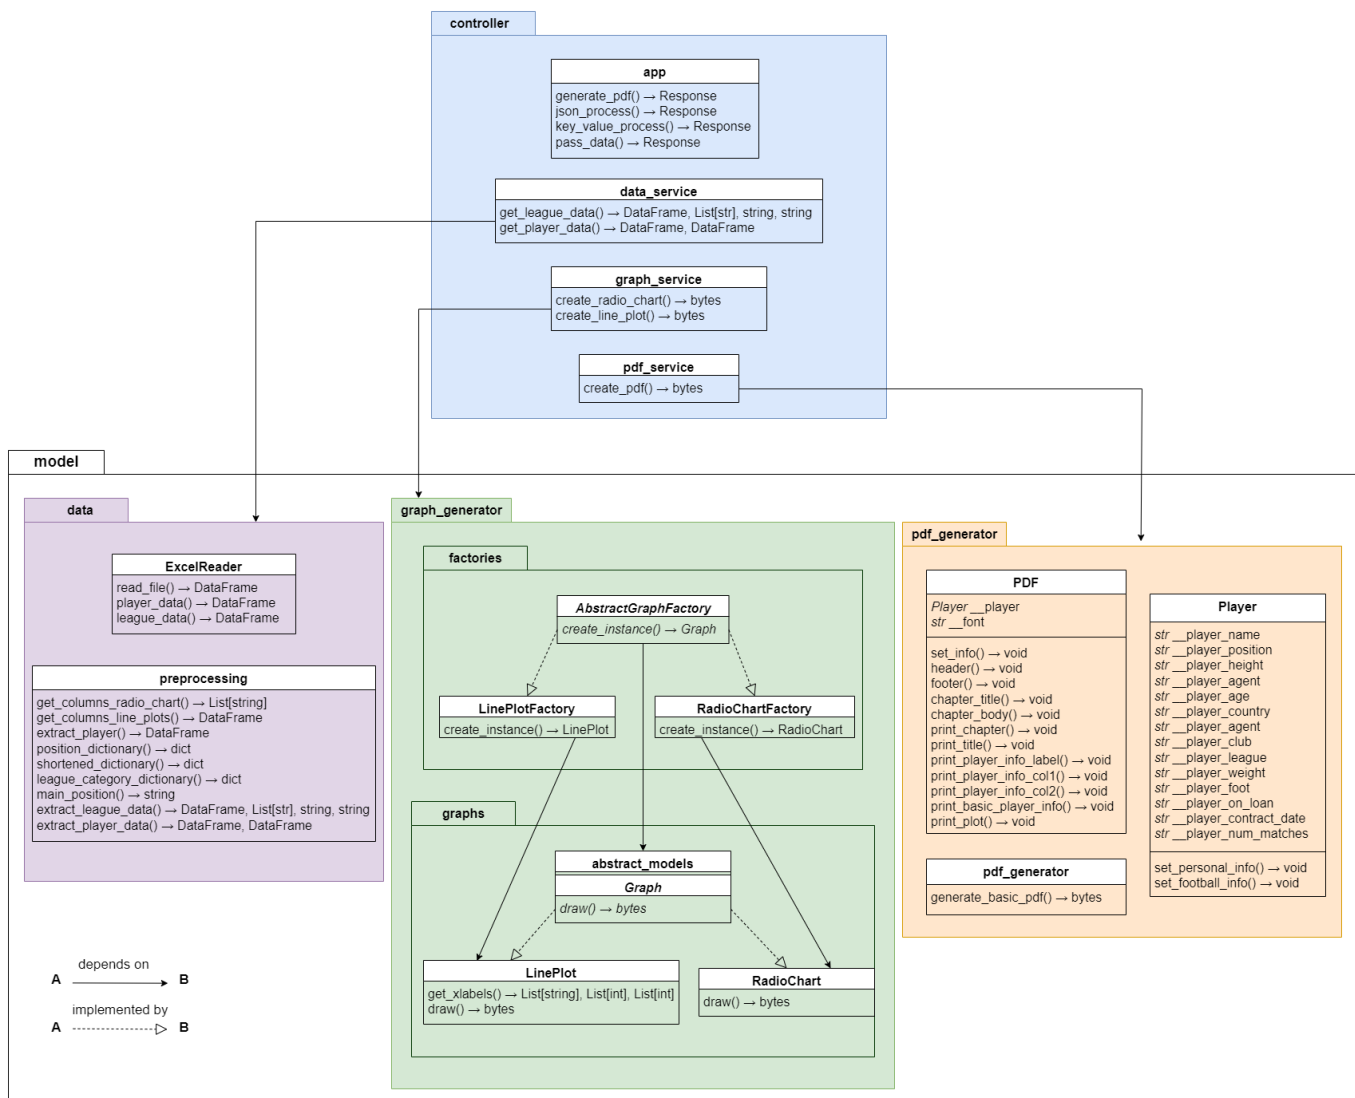 controller
app
generate_pdf() → Response
json_process() → Response
key_value_process() → Response
pass_data() → Response
data_service
get_league_data() → DataFrame, List[str], string, string
get_player_data() → DataFrame, DataFrame
graph_service
create_radio_chart() → bytes
create_line_plot() → bytes
pdf_service
create_pdf() → bytes
model
data
ExcelReader
read_file() → DataFrame
player_data() → DataFrame
league_data() → DataFrame
preprocessing
get_columns_radio_chart() → List[string]
get_columns_line_plots() → DataFrame
extract_player() → DataFrame
position_dictionary() → dict
shortened_dictionary() → dict
league_category_dictionary() → dict
main_position() → string
extract_league_data() → DataFrame, List[str], string, string
extract_player_data() → DataFrame, DataFrame
graph_generator
factories
AbstractGraphFactory
create_instance() → Graph
LinePlotFactory
create_instance() → LinePlot
RadioChartFactory
create_instance() → RadioChart
graphs
abstract_models
Graph
draw() → bytes
LinePlot
get_xlabels() → List[string], List[int], List[int]
draw() → bytes
RadioChart
draw() → bytes
pdf_generator
PDF
Player __player
str __font
set_info() → void
header() → void
footer() → void
chapter_title() → void
chapter_body() → void
print_chapter() → void
print_title() → void
print_player_info_label() → void
print_player_info_col1() → void
print_player_info_col2() → void
print_basic_player_info() → void
print_plot() → void
pdf_generator
generate_basic_pdf() → bytes
Player
str __player_name
str __player_position
str __player_height
str __player_agent
str __player_age
str __player_country
str __player_agent
str __player_club
str __player_league
str __player_weight
str __player_foot
str __player_on_loan
str __player_contract_date
str __player_num_matches
set_personal_info() → void
set_football_info() → void
depends on
A B
implemented by
A B